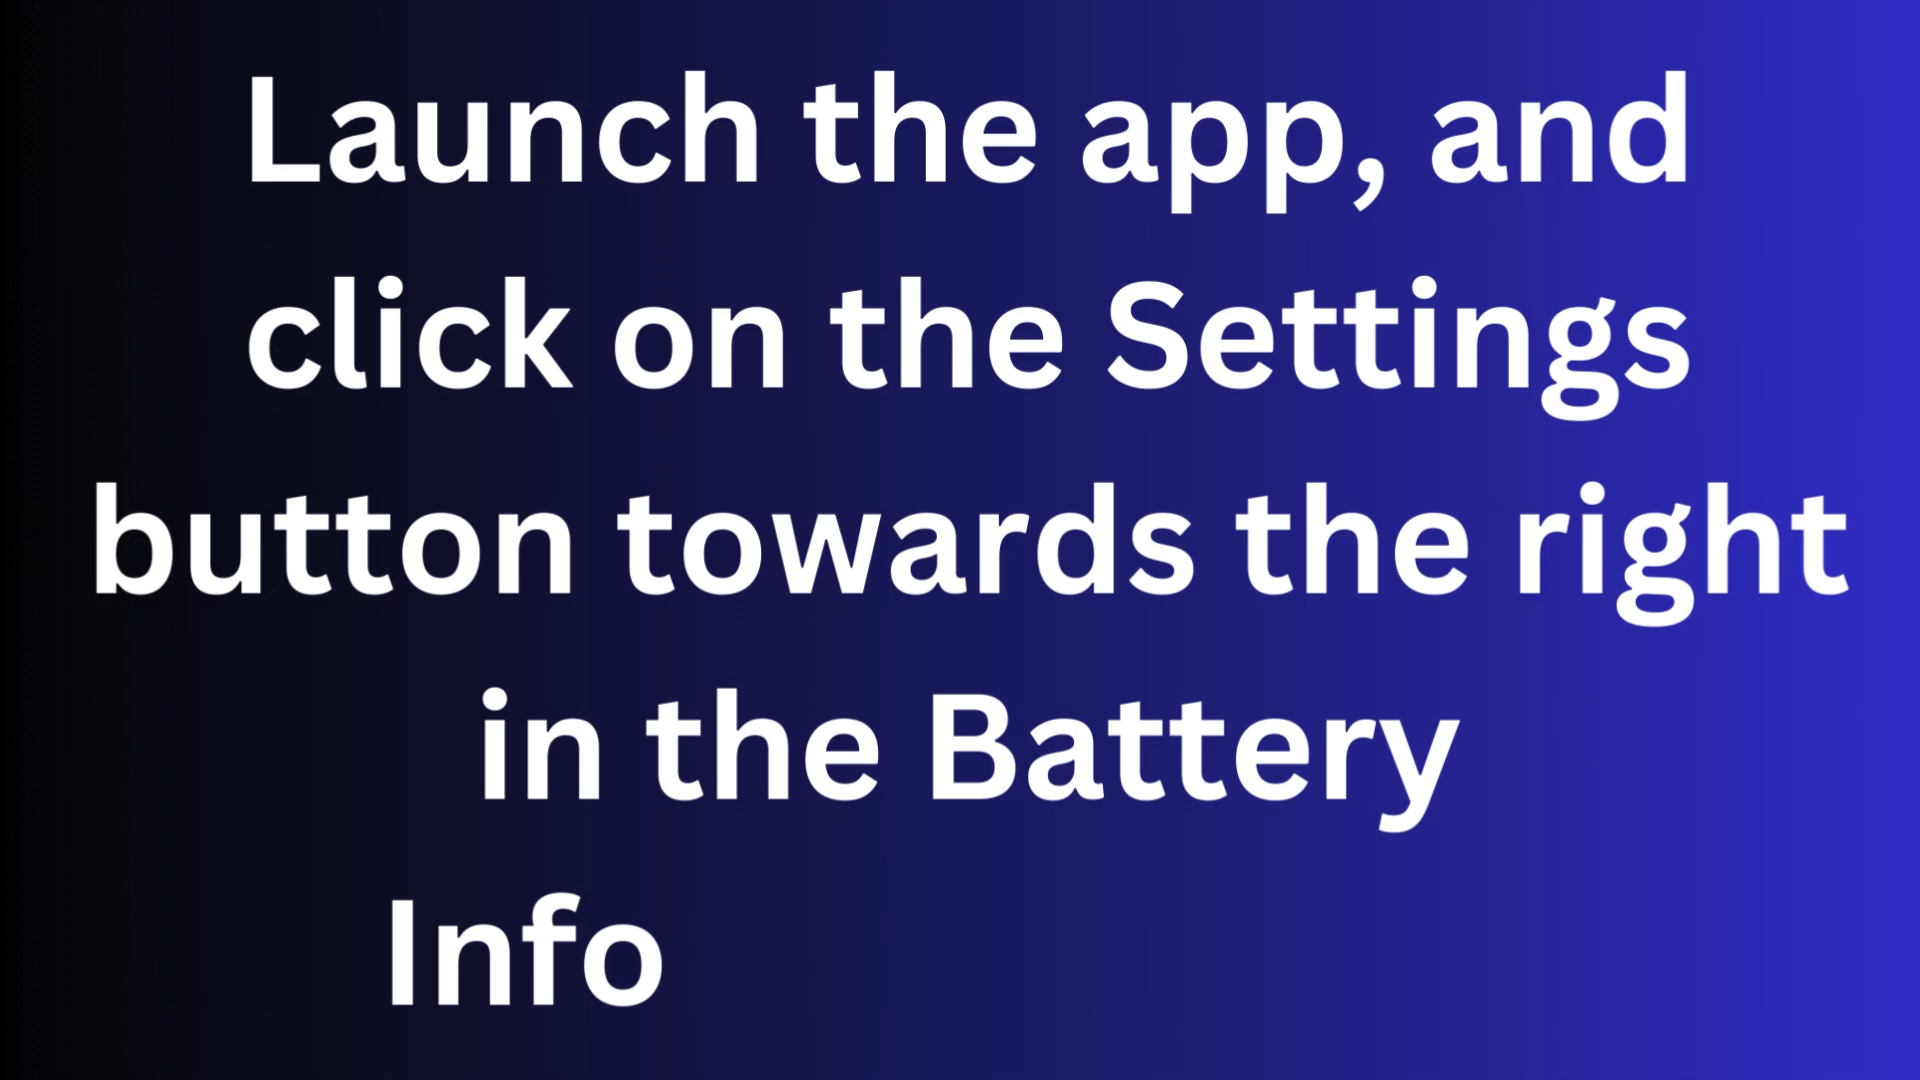 Launch the app, and
click on the Settings
button towards the right
in the Battery
Info